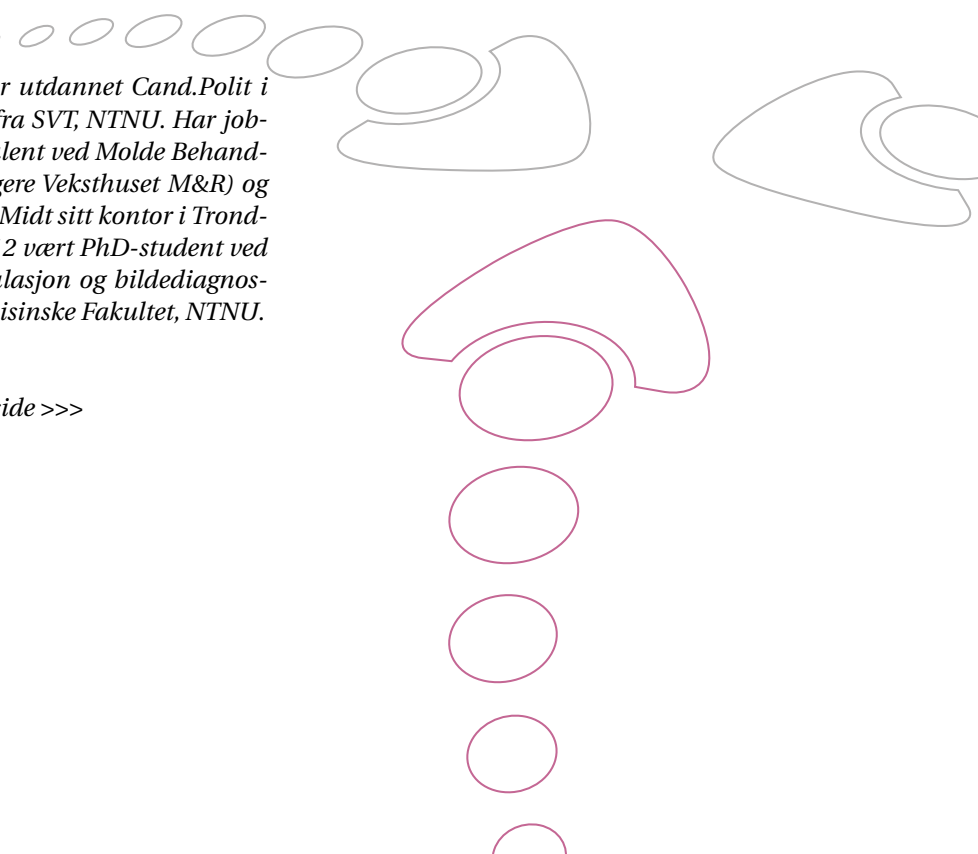 r utdannet Cand.Polit i
fra SVT, NTNU. Har job-
lent ved Molde Behand-
gere Veksthuset M&R) og
Midt sitt kontor i Trond-
2 vært PhD-student ved
lasjon og bildediagnos-
isinske Fakultet, NTNU.
side >>>